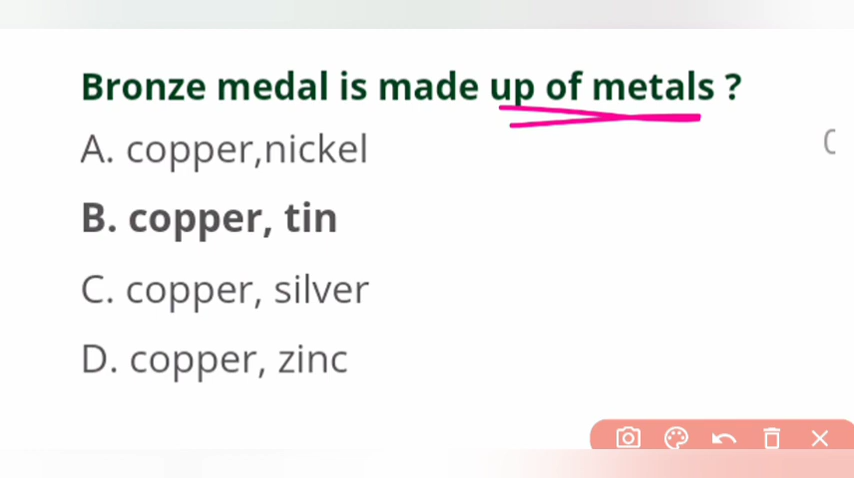 Bronze medal is made up of metals ?
A. copper,nickel
B. copper, tin
C. copper, silver
D. copper, zinc